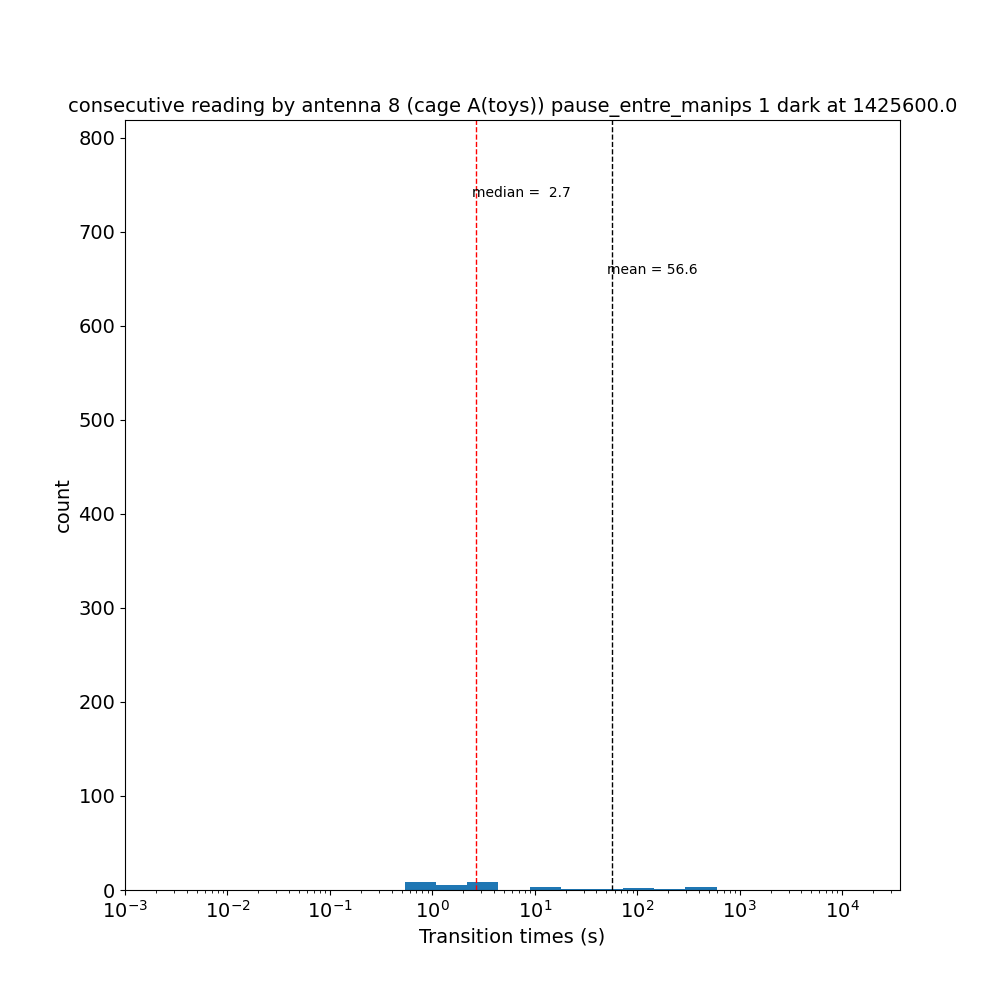 consecutive reading by antenna 8 (cage A(toys)) pause_entre_manips 1 dark at 1425600.0
800
median =  2.7
700
mean = 56.6
600
500
count
400
300
200
100
0
10⁻³ 10⁻² 10⁻¹ 10⁰ 10¹ 10² 10³ 10⁴
Transition times (s)